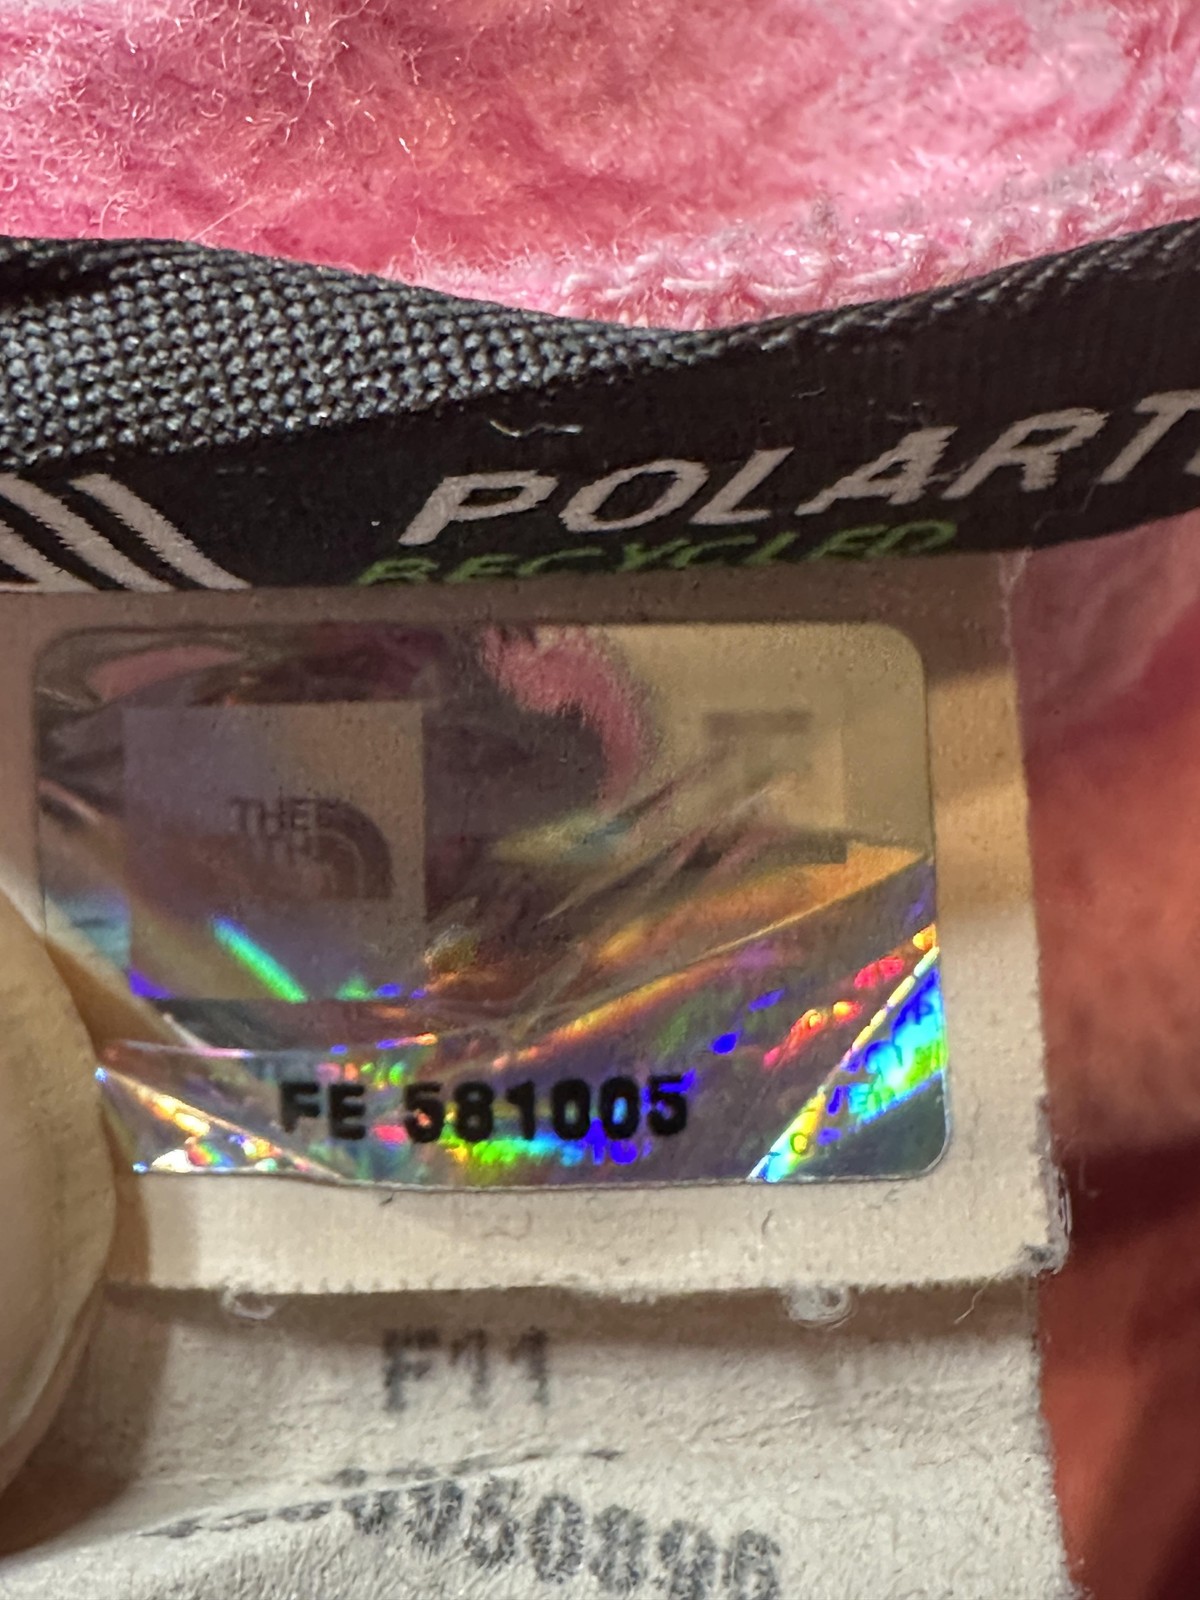 POLART
RECYCLED
THE
FE 581005
F11